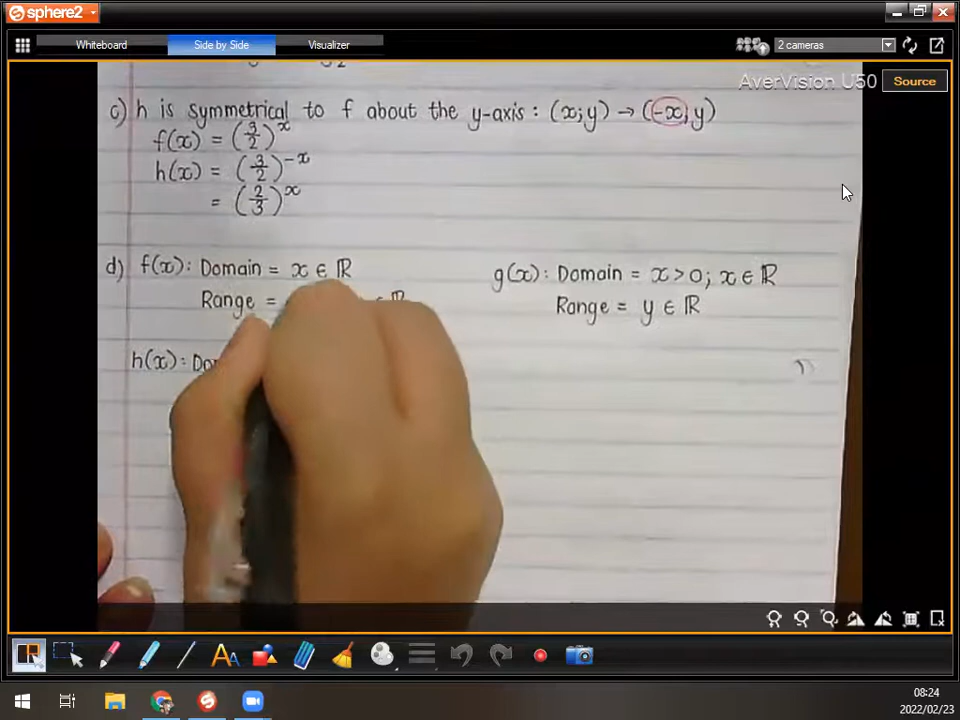 sphere2
Whiteboard Side by Side Visualizer 2 cameras
AverVision U50 Source
c) h is symmetrical to f about the y-axis : (x;y) → (-x;y)
f(x) = (3/2)^x
h(x) = (3/2)^-x
= (2/3)^x
d) f(x): Domain = x ∈ ℝ
Range =
g(x): Domain = x > 0; x ∈ ℝ
Range = y ∈ ℝ
h(x):
08:24
2022/02/23